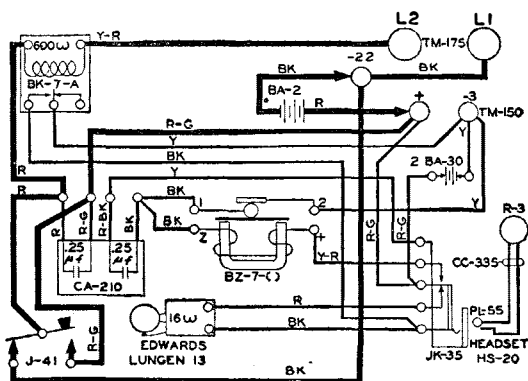 L2
L1
Y-R
TM-175
600ω
-22
BK
BK
BK-7-A
BA-2
R
+
-3
TM-150
R-G
Y
Y
BK
2 BA-30
R
Y
R
BK
1
2
Y
R-3
R
R-G
R-BK
BK
BK
Z
+
R-G
R-G
CC-335
.25 μf
.25 μf
Y-R
BZ-7-( )
CA-210
R
PL-55
16ω
BK
HEADSET
HS-20
R-G
EDWARDS
LUNGEN 13
JK-35
J-41
BK